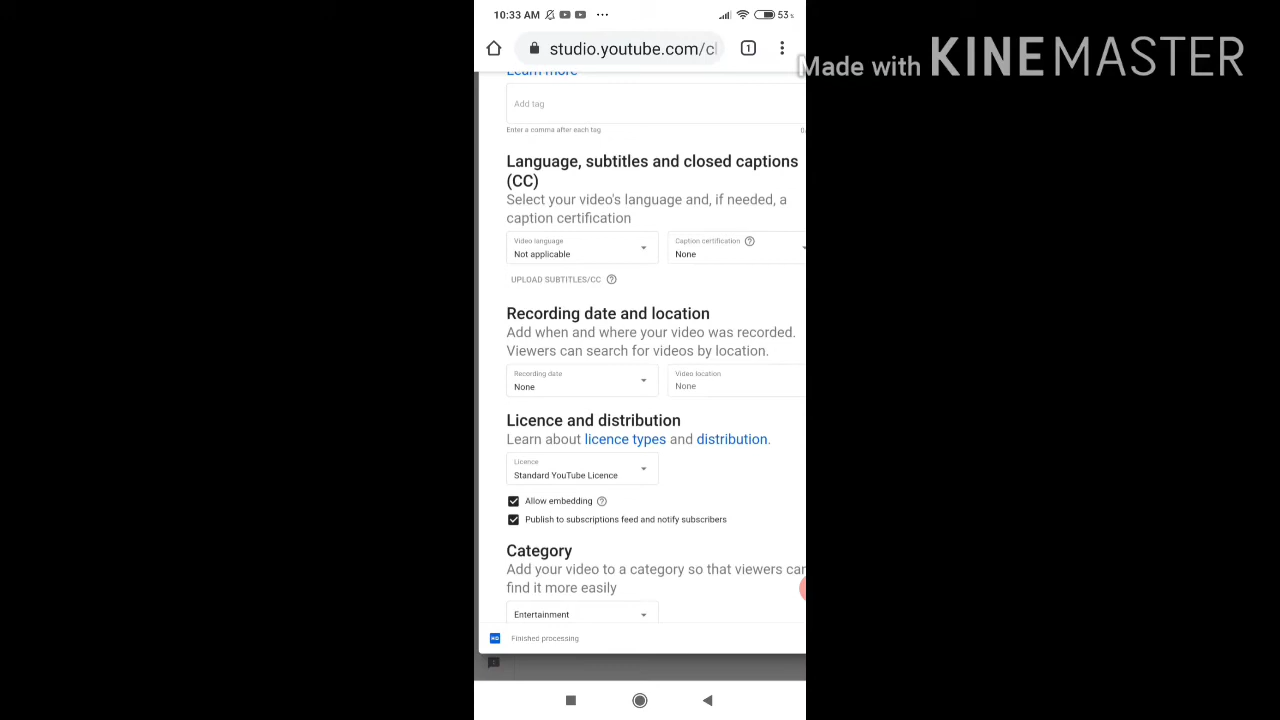 10:33 AM
53
studio.youtube.com/cl
1
Made with KINEMASTER
Learn more
Add tag
Enter a comma after each tag
Language, subtitles and closed captions
(CC)
Select your video's language and, if needed, a
caption certification
Video language
Not applicable
Caption certification
None
UPLOAD SUBTITLES/CC
Recording date and location
Add when and where your video was recorded.
Viewers can search for videos by location.
Recording date
None
Video location
None
Licence and distribution
Learn about licence types and distribution.
Licence
Standard YouTube Licence
Allow embedding
Publish to subscriptions feed and notify subscribers
Category
Add your video to a category so that viewers can
find it more easily
Entertainment
HD
Finished processing